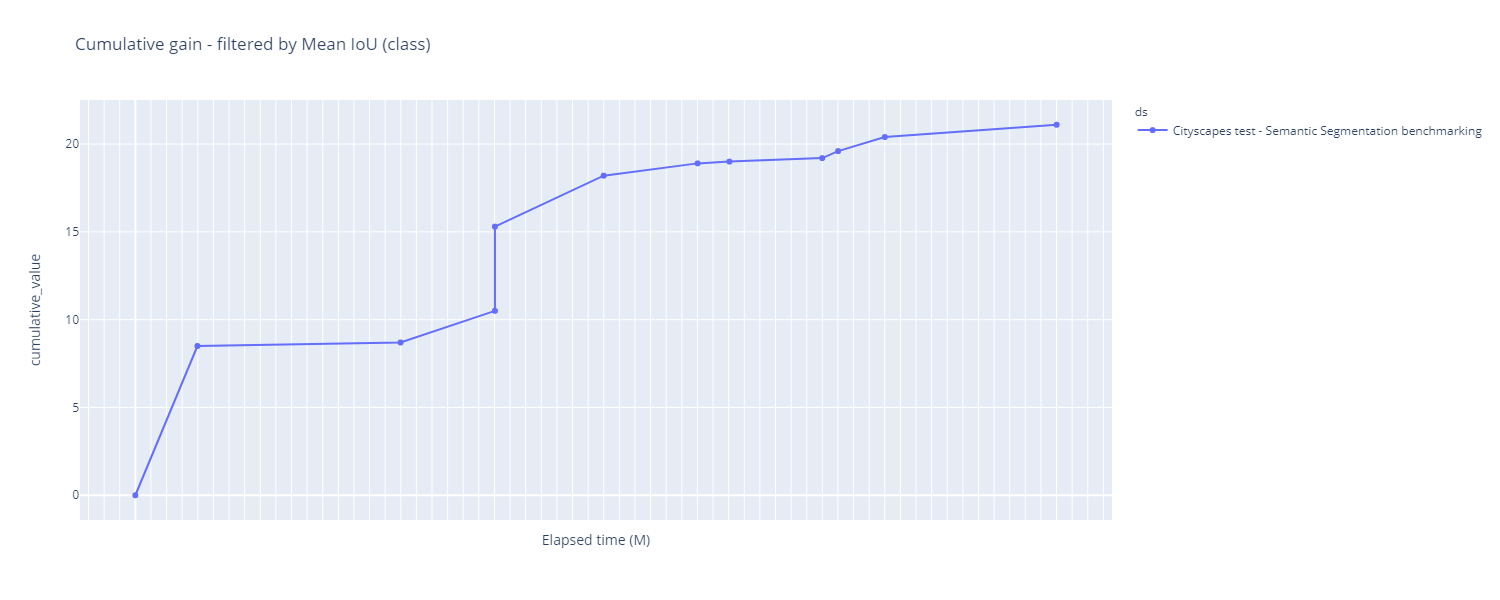 Cumulative gain - filtered by Mean IoU (class)
ds
Cityscapes test - Semantic Segmentation benchmarking
20
15
10
5
0
cumulative_value
Elapsed time (M)